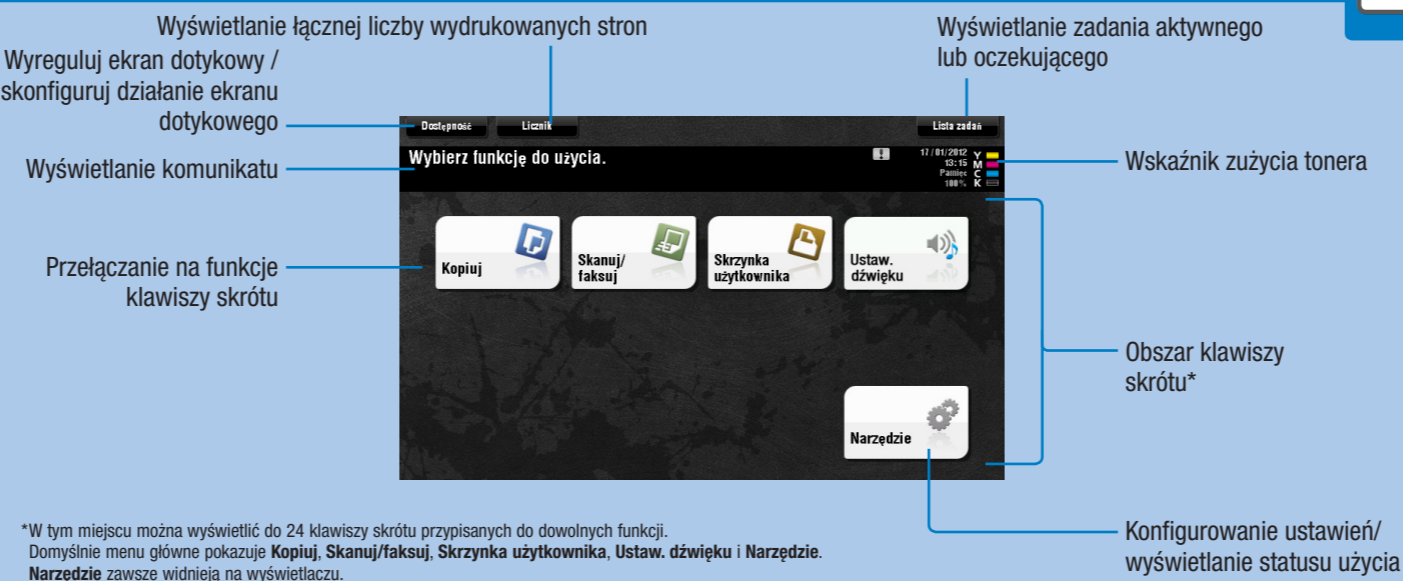 Wyświetlanie łącznej liczby wydrukowanych stron
Wyświetlanie zadania aktywnego
lub oczekującego
Wyreguluj ekran dotykowy /
skonfiguruj działanie ekranu
dotykowego
Wyświetlanie komunikatu
Przełączanie na funkcje
klawiszy skrótu
Dostępność
Licznik
Lista zadań
Wybierz funkcję do użycia.
17/01/2012
13:15
Pamięc
100%
Y
M
C
K
Kopiuj
Skanuj/
faksuj
Skrzynka
użytkownika
Ustaw.
dźwięku
Narzędzie
Wskaźnik zużycia tonera
Obszar klawiszy
skrótu*
Konfigurowanie ustawień/
wyświetlanie statusu użycia
*W tym miejscu można wyświetlić do 24 klawiszy skrótu przypisanych do dowolnych funkcji.
Domyślnie menu główne pokazuje Kopiuj, Skanuj/faksuj, Skrzynka użytkownika, Ustaw. dźwięku i Narzędzie.
Narzędzie zawsze widnieją na wyświetlaczu.